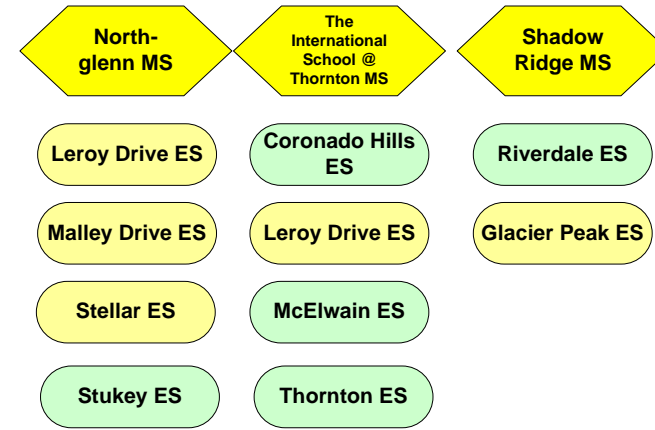 North-
glenn MS
The
International
School @
Thornton MS
Shadow
Ridge MS
Leroy Drive ES
Coronado Hills
ES
Riverdale ES
Malley Drive ES
Leroy Drive ES
Glacier Peak ES
Stellar ES
McElwain ES
Stukey ES
Thornton ES